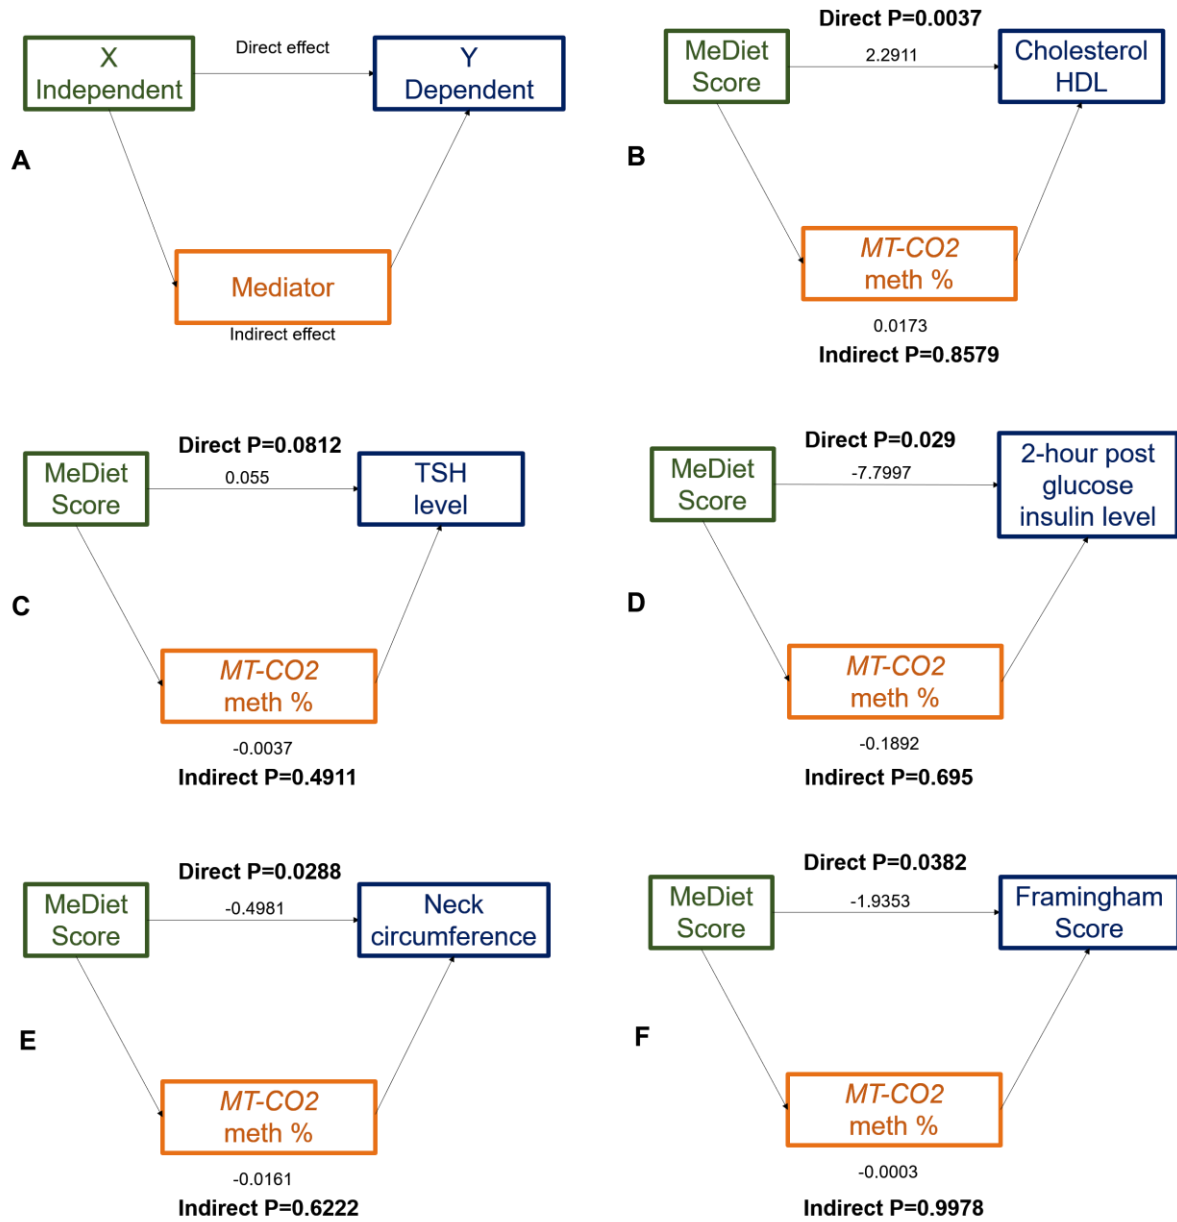 X
Independent
Direct effect
Y
Dependent
A
Mediator
Indirect effect
Direct P=0.0037
MeDiet
Score
2.2911
Cholesterol
HDL
B
MT-CO2
meth %
0.0173
Indirect P=0.8579
Direct P=0.0812
MeDiet
Score
0.055
TSH
level
C
MT-CO2
meth %
-0.0037
Indirect P=0.4911
Direct P=0.029
MeDiet
Score
-7.7997
2-hour post
glucose
insulin level
D
MT-CO2
meth %
-0.1892
Indirect P=0.695
Direct P=0.0288
MeDiet
Score
-0.4981
Neck
circumference
E
MT-CO2
meth %
-0.0161
Indirect P=0.6222
Direct P=0.0382
MeDiet
Score
-1.9353
Framingham
Score
F
MT-CO2
meth %
-0.0003
Indirect P=0.9978